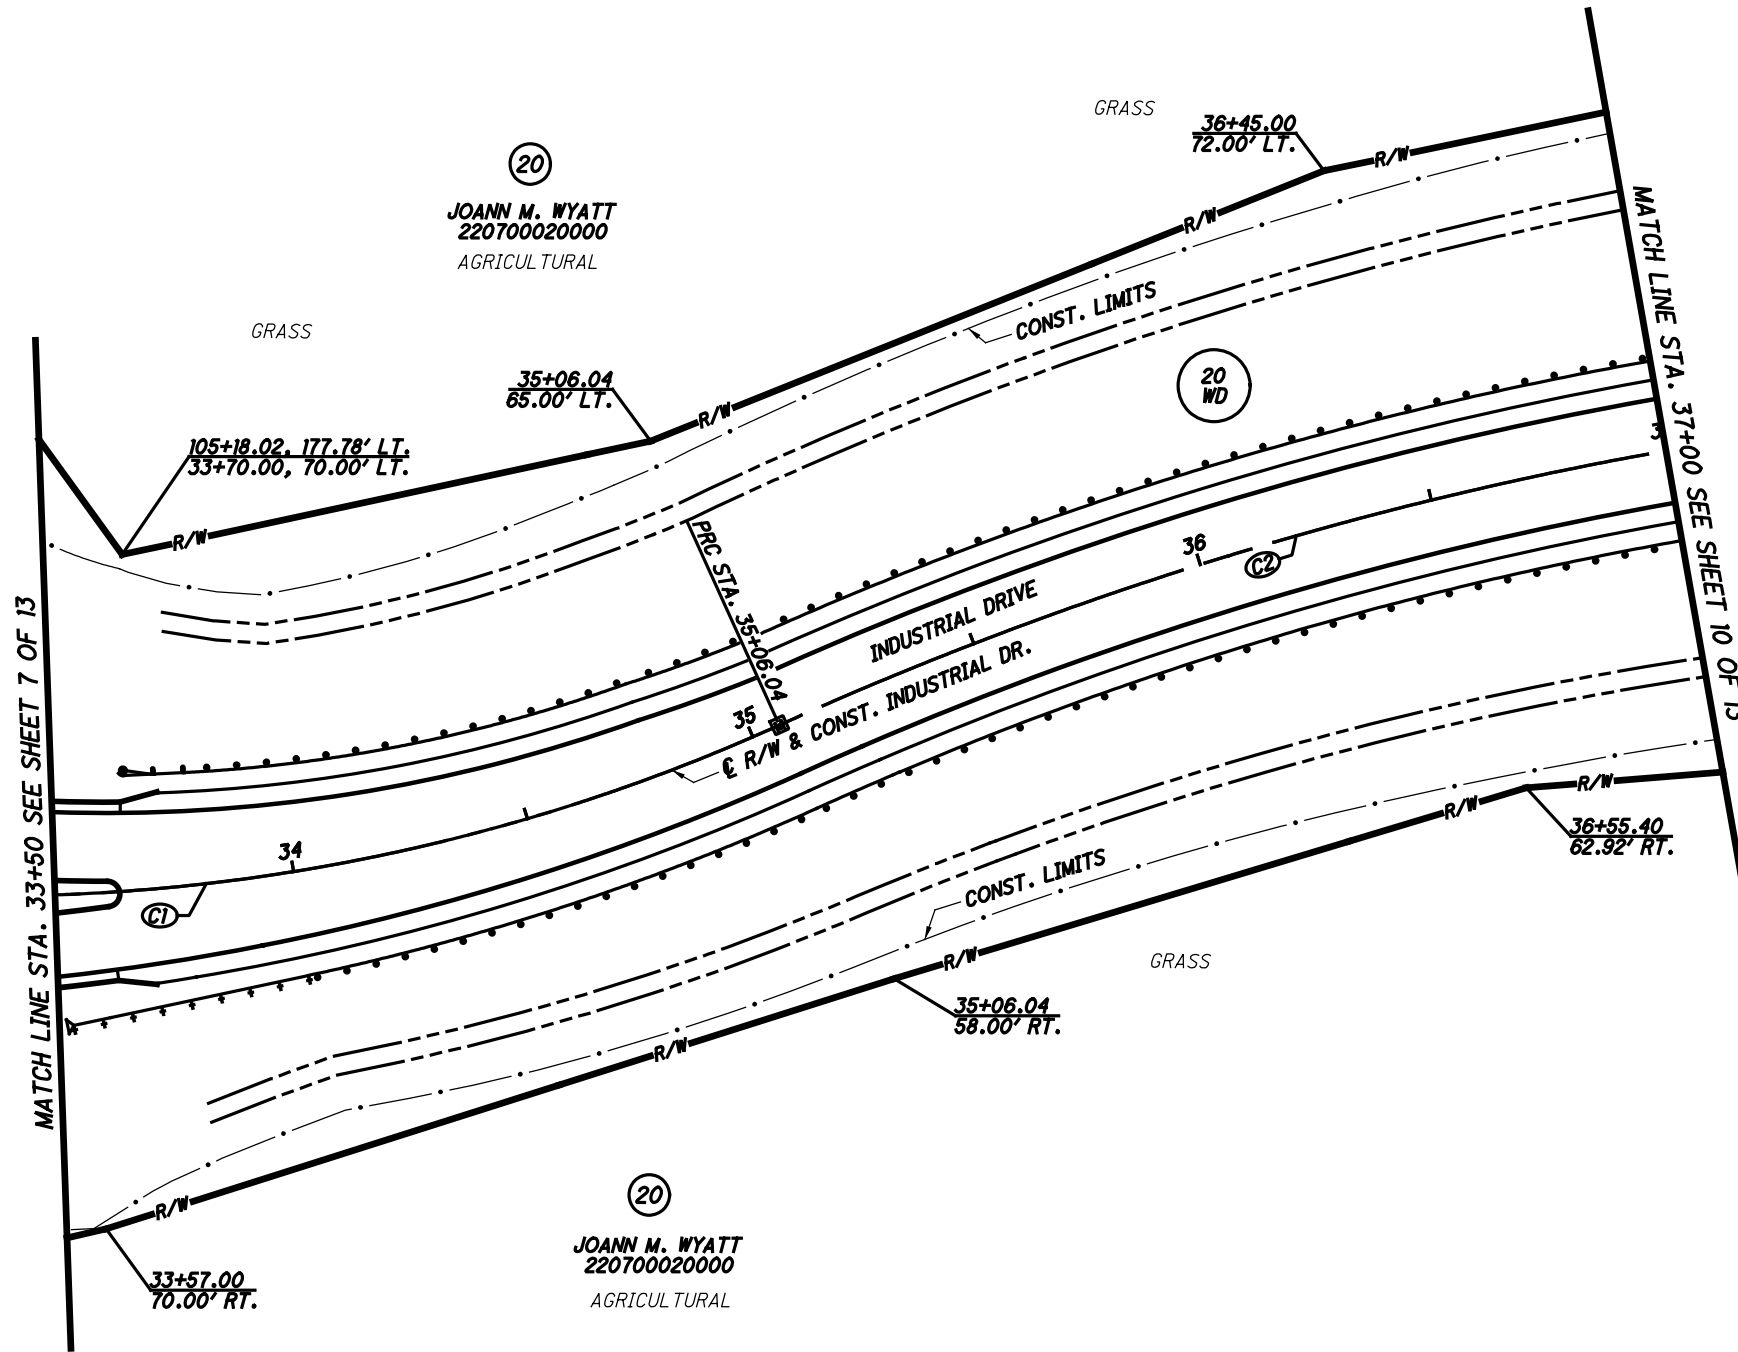 GRASS
36+45.00
72.00' LT.
R/W
20
JOANN M. WYATT
220700020000
AGRICULTURAL
R/W
MATCH LINE STA. 37+00 SEE SHEET 10 OF 13
CONST. LIMITS
GRASS
35+06.04
65.00' LT.
20
WD
R/W
105+18.02, 177.78' LT.
33+70.00, 70.00' LT.
R/W
PRC STA. 35+06.04
36
C2
INDUSTRIAL DRIVE
℄ R/W & CONST. INDUSTRIAL DR.
35
34
C1
MATCH LINE STA. 33+50 SEE SHEET 7 OF 13
R/W
R/W
36+55.40
62.92' RT.
CONST. LIMITS
R/W
GRASS
35+06.04
58.00' RT.
R/W
R/W
20
JOANN M. WYATT
220700020000
AGRICULTURAL
33+57.00
70.00' RT.